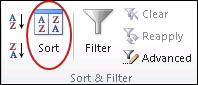 A Z
Z A
A Z
Z A
Sort
Filter
Clear
Reapply
Advanced
Sort & Filter